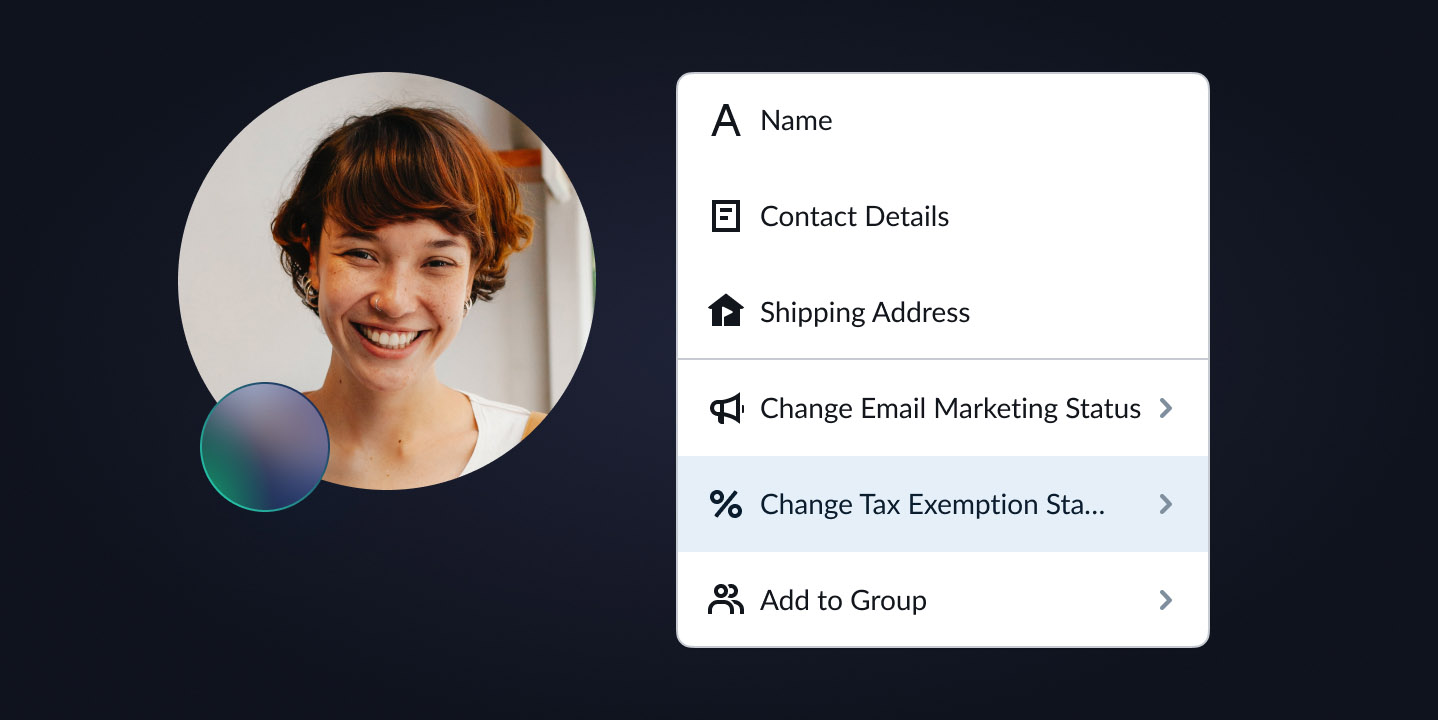 Name
Contact Details
Shipping Address
Change Email Marketing Status
Change Tax Exemption Sta...
Add to Group